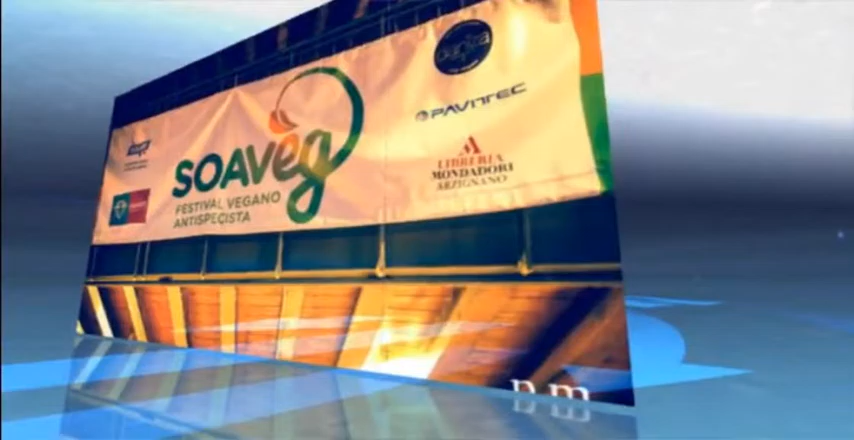 SOAVeg
FESTIVAL VEGANO
ANTISPECISTA
PAVITEC
LIBRERIA
MONDADORI
ARZIGNANO
n.m.